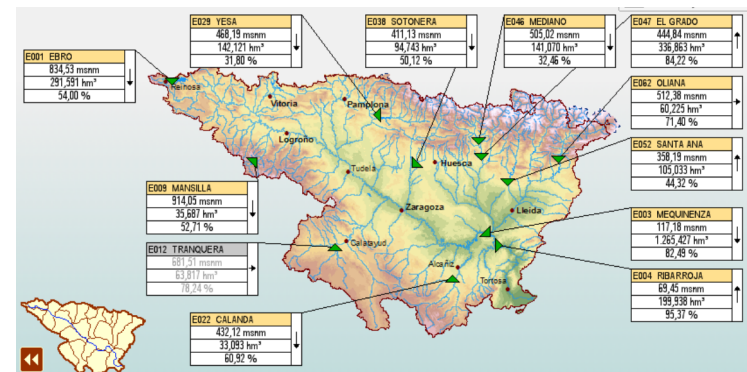 E029 YESA
468,19 msnm
142,121 hm³
31,80 %
E038 SOTONERA
411,13 msnm
94,743 hm³
50,12 %
E046 MEDIANO
505,02 msnm
141,070 hm³
32,46 %
E047 EL GRADO
444,84 msnm
336,863 hm³
84,22 %
E001 EBRO
834,53 msnm
291,591 hm³
54,00 %
E062 OLIANA
512,38 msnm
60,225 hm³
71,40 %
E052 SANTA ANA
358,19 msnm
105,033 hm³
44,32 %
E009 MANSILLA
914,05 msnm
35,687 hm³
52,71 %
E003 MEQUINENZA
117,18 msnm
1.265,427 hm³
82,49 %
E012 TRANQUERA
681,51 msnm
63,817 hm³
78,24 %
E004 RIBARROJA
69,45 msnm
199,938 hm³
95,37 %
E022 CALANDA
432,12 msnm
33,093 hm³
60,92 %
Reinosa
Vitoria
Pamplona
Logroño
Tudela
Huesca
Zaragoza
Lleida
Calatayud
Alcañiz
Tortosa